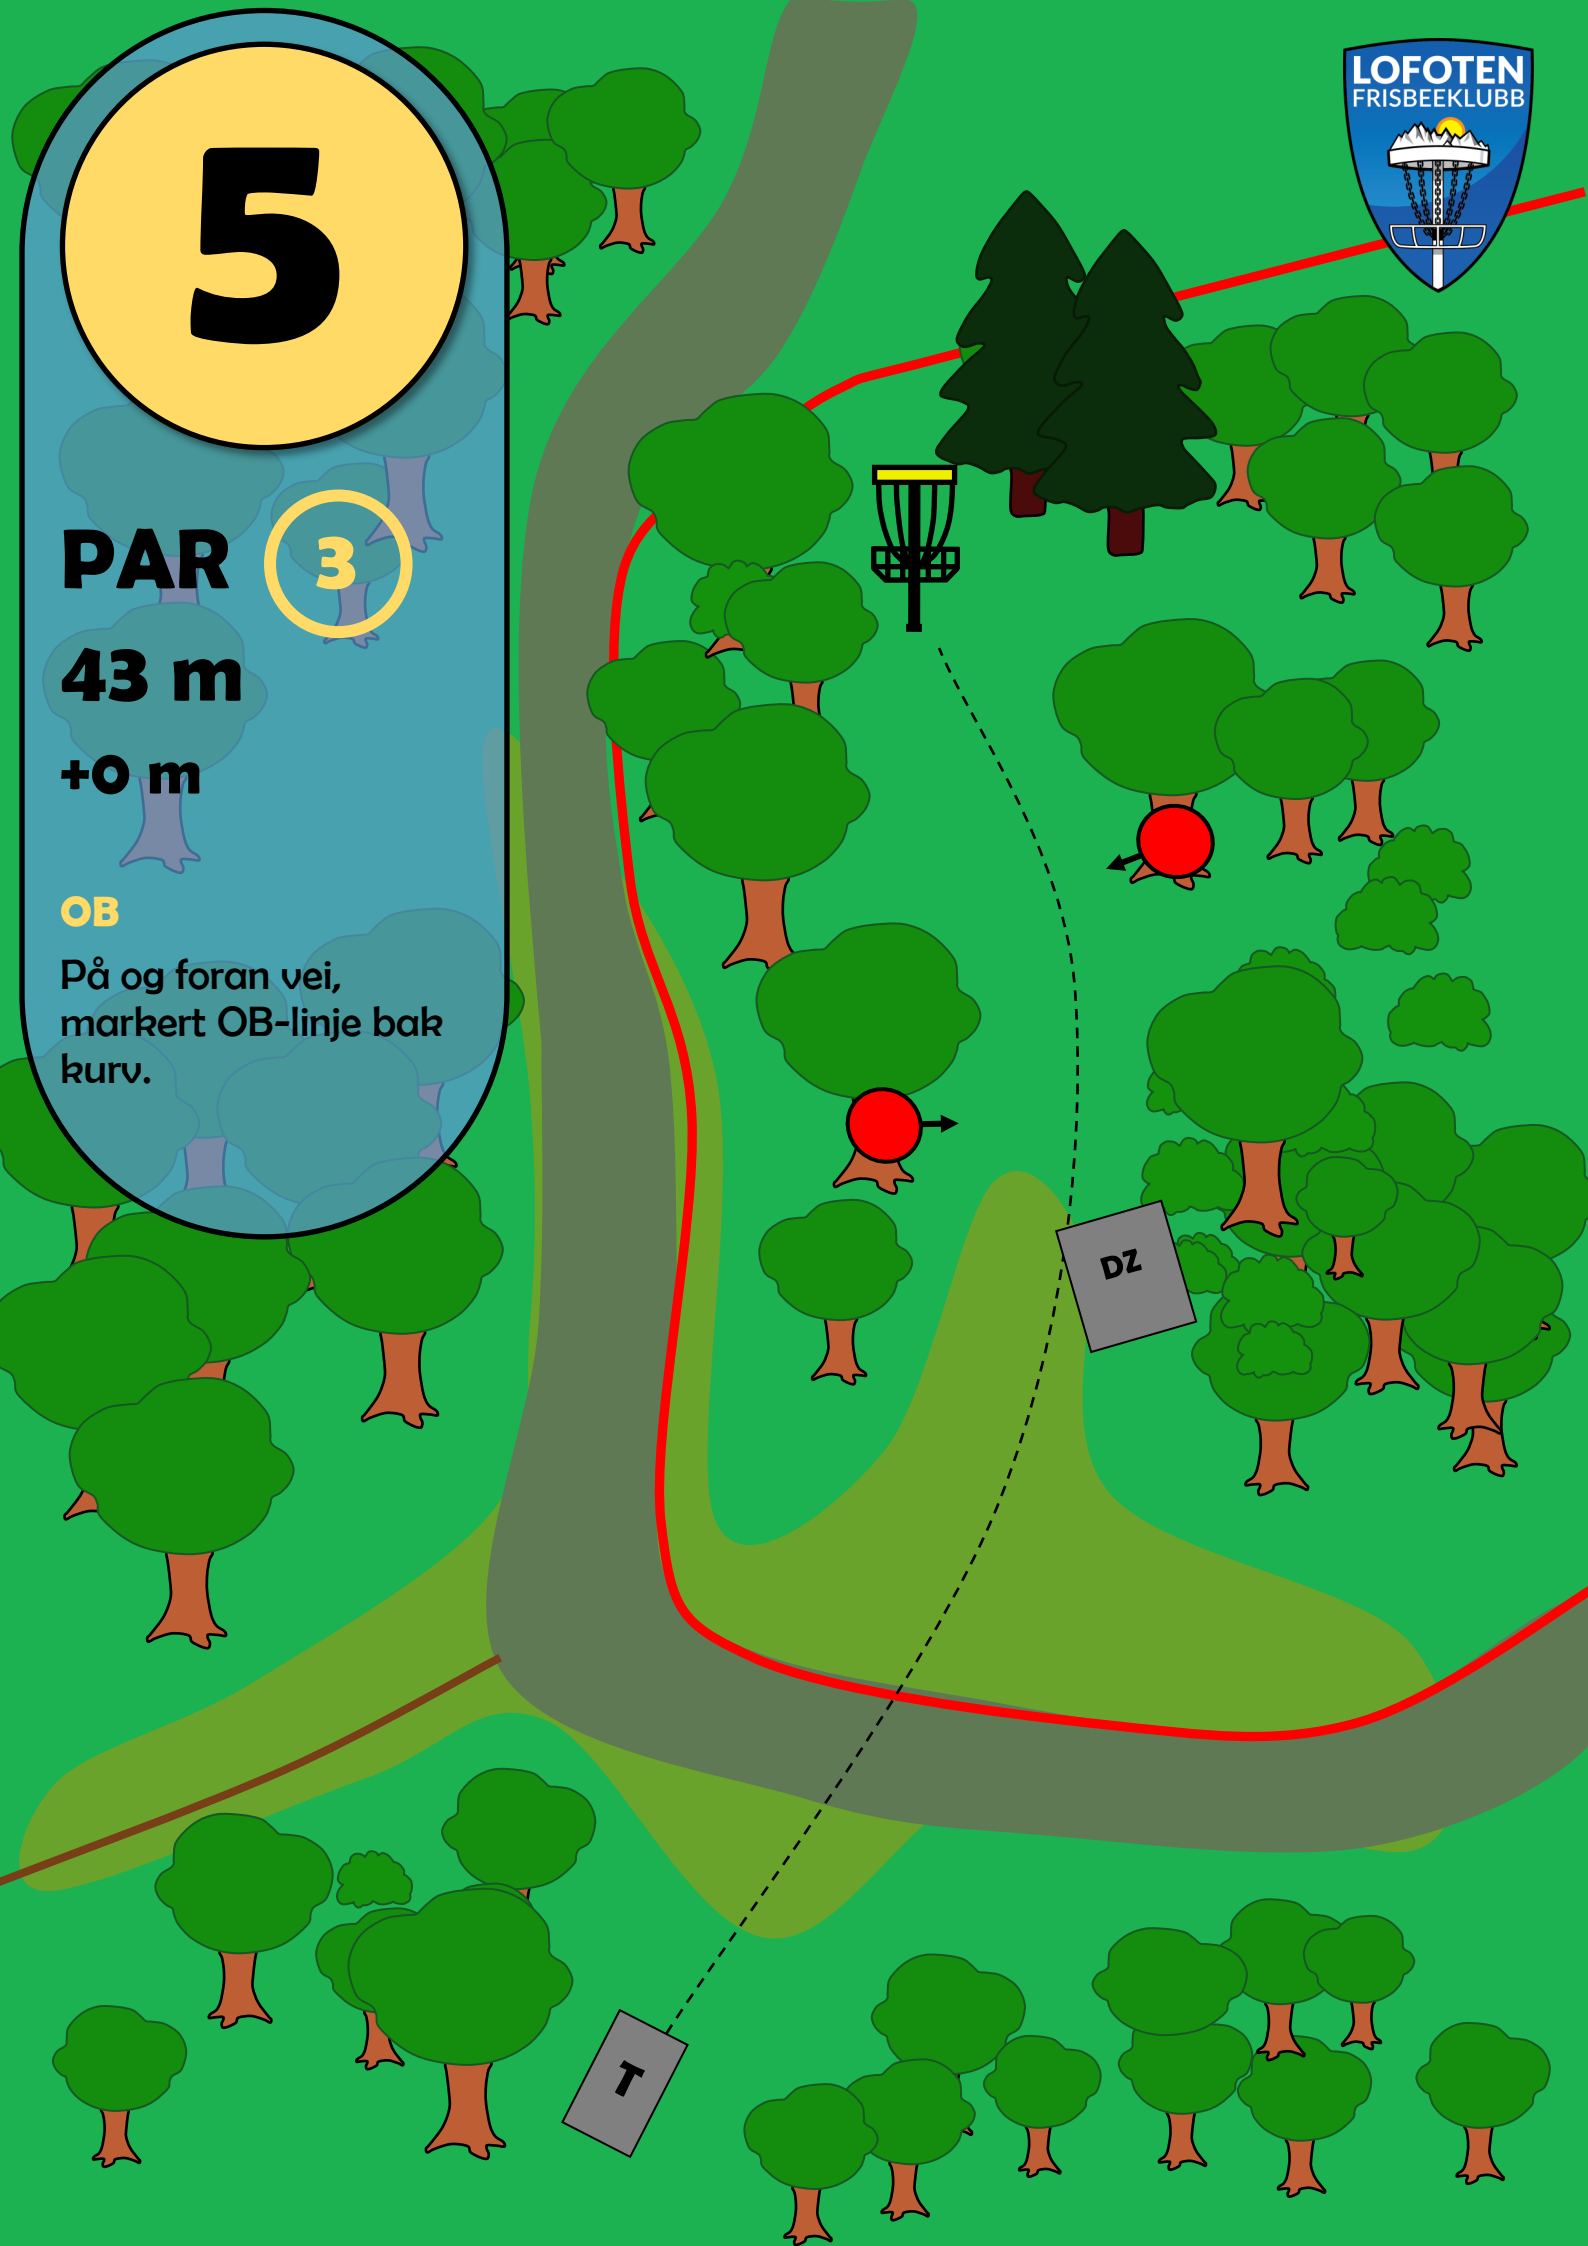 5
LOFOTEN
FRISBEEKLUBB
PAR 3
43 m
+0 m
OB
På og foran vei,
markert OB-linje bak
kurv.
DZ
T